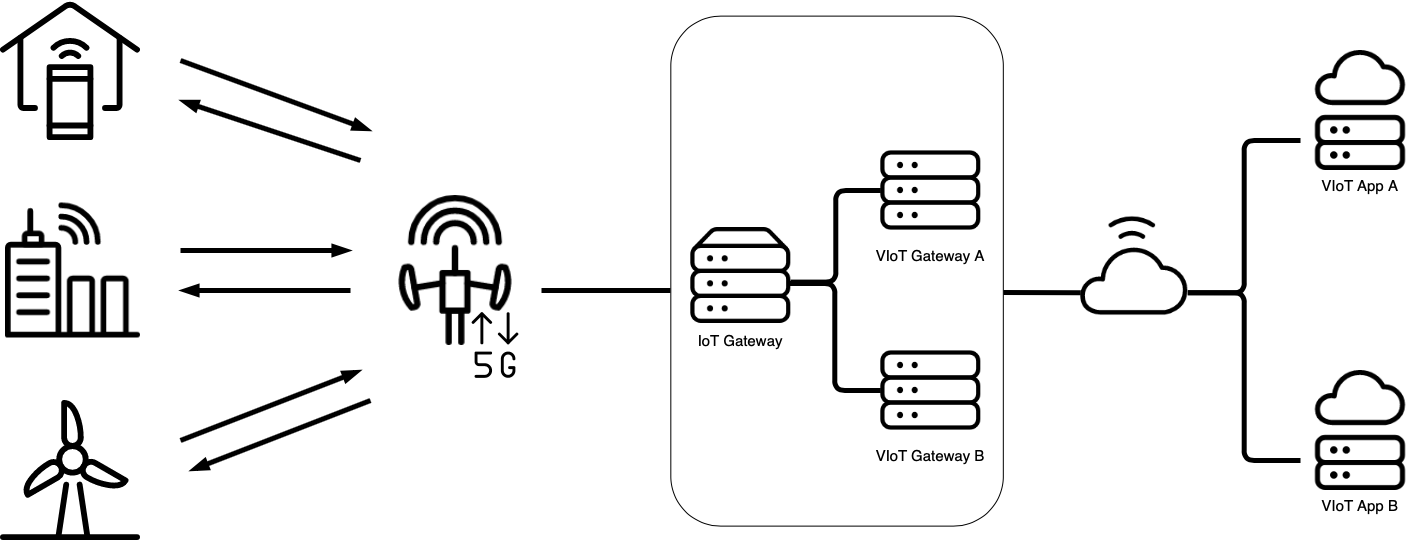 5G
IoT Gateway
VIoT Gateway A
VIoT Gateway B
VIoT App A
VIoT App B